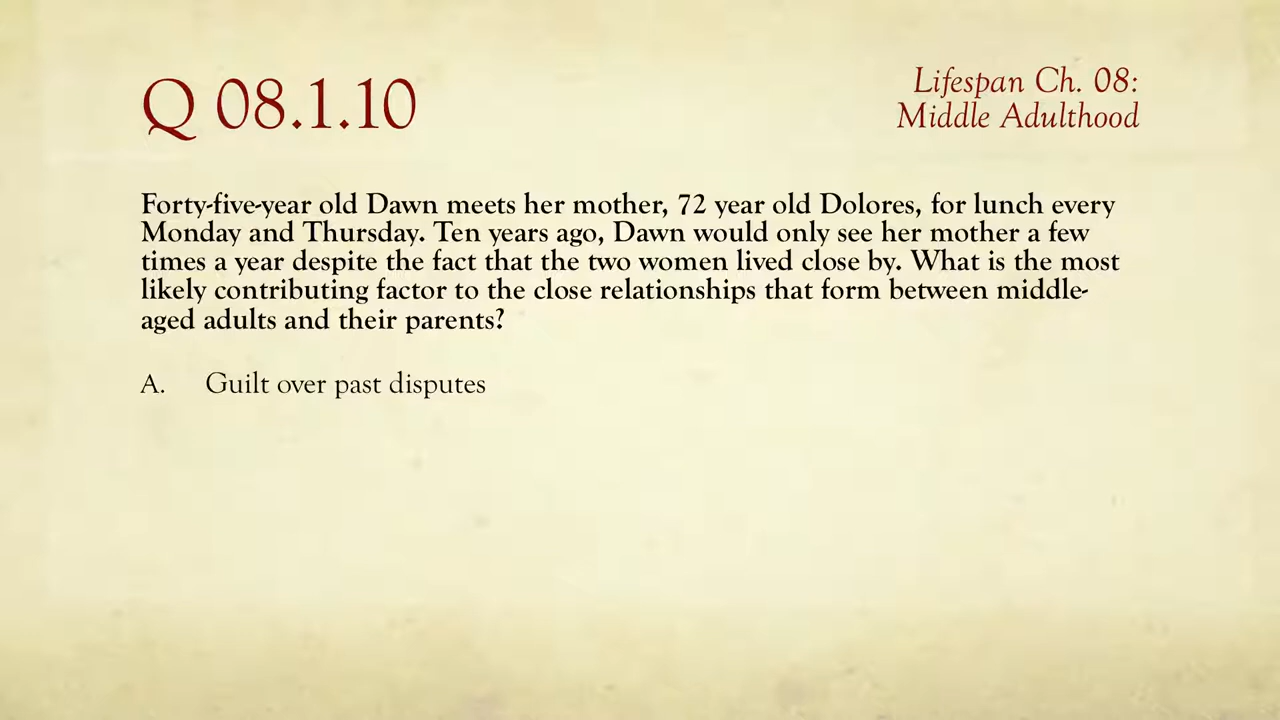 Q 08.1.10
Lifespan Ch. 08:
Middle Adulthood
Forty-five-year old Dawn meets her mother, 72 year old Dolores, for lunch every
Monday and Thursday. Ten years ago, Dawn would only see her mother a few
times a year despite the fact that the two women lived close by. What is the most
likely contributing factor to the close relationships that form between middle-
aged adults and their parents?
A. Guilt over past disputes